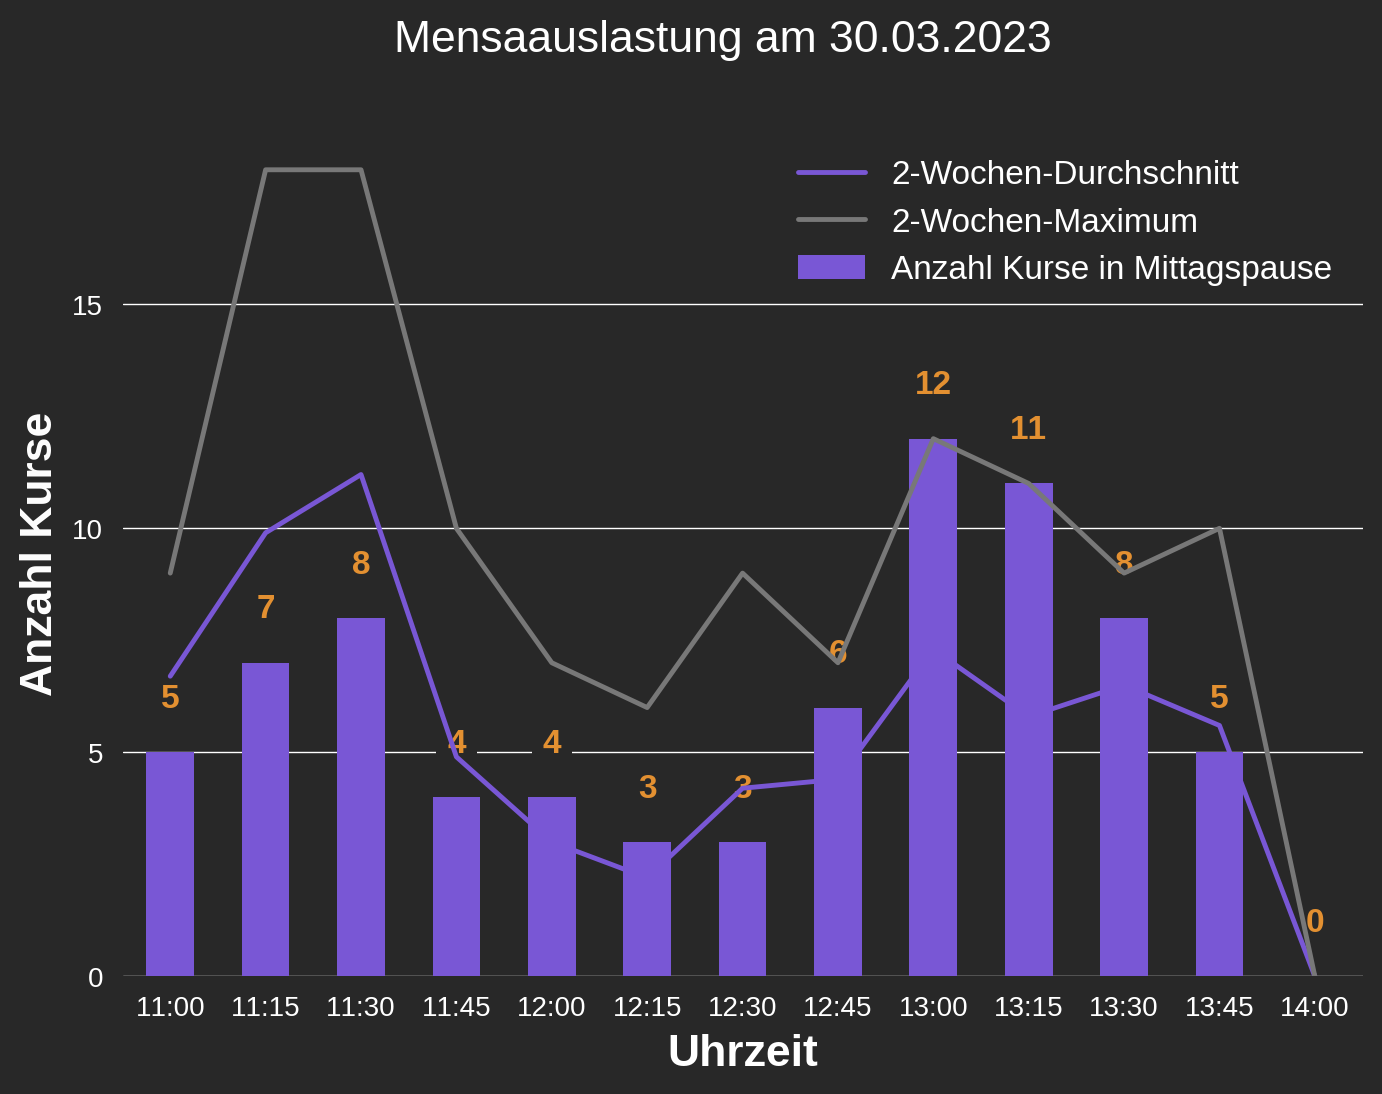 Mensaauslastung am 30.03.2023
2-Wochen-Durchschnitt
2-Wochen-Maximum
Anzahl Kurse in Mittagspause
Anzahl Kurse
15
10
5
0
5
7
8
4
4
3
3
6
12
11
8
5
0
11:00 11:15 11:30 11:45 12:00 12:15 12:30 12:45 13:00 13:15 13:30 13:45 14:00
Uhrzeit